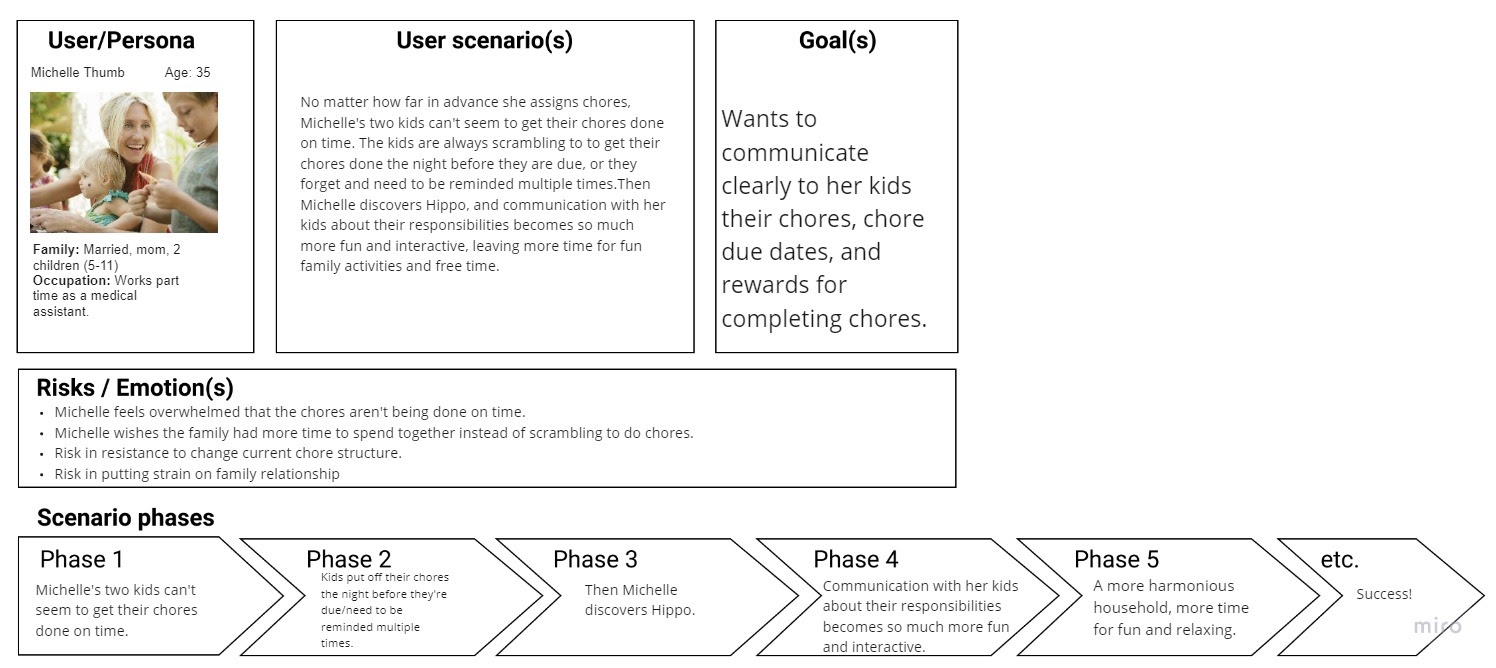 User/Persona
Michelle Thumb Age: 35
Family: Married, mom, 2
children (5-11)
Occupation: Works part
time as a medical
assistant.
User scenario(s)
No matter how far in advance she assigns chores,
Michelle's two kids can't seem to get their chores done
on time. The kids are always scrambling to to get their
chores done the night before they are due, or they
forget and need to be reminded multiple times.Then
Michelle discovers Hippo, and communication with her
kids about their responsibilities becomes so much
more fun and interactive, leaving more time for fun
family activities and free time.
Goal(s)
Wants to
communicate
clearly to her kids
their chores, chore
due dates, and
rewards for
completing chores.
Risks / Emotion(s)
• Michelle feels overwhelmed that the chores aren't being done on time.
• Michelle wishes the family had more time to spend together instead of scrambling to do chores.
• Risk in resistance to change current chore structure.
• Risk in putting strain on family relationship
Scenario phases
Phase 1
Michelle's two kids can't
seem to get their chores
done on time.
Phase 2
Kids put off their chores
the night before they're
due/need to be
reminded multiple
times.
Phase 3
Then Michelle
discovers Hippo.
Phase 4
Communication with her kids
about their responsibilities
becomes so much more fun
and interactive.
Phase 5
A more harmonious
household, more time
for fun and relaxing.
etc.
Success!
miro